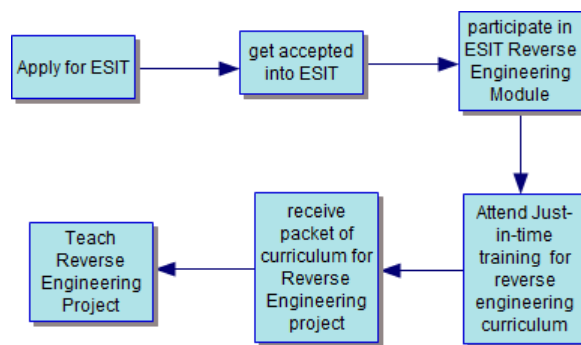 Apply for ESIT
get accepted
into ESIT
participate in
ESIT Reverse
Engineering
Module
Attend Just-
in-time
training for
reverse
engineering
curriculum
receive
packet of
curriculum for
Reverse
Engineering
project
Teach
Reverse
Engineering
Project